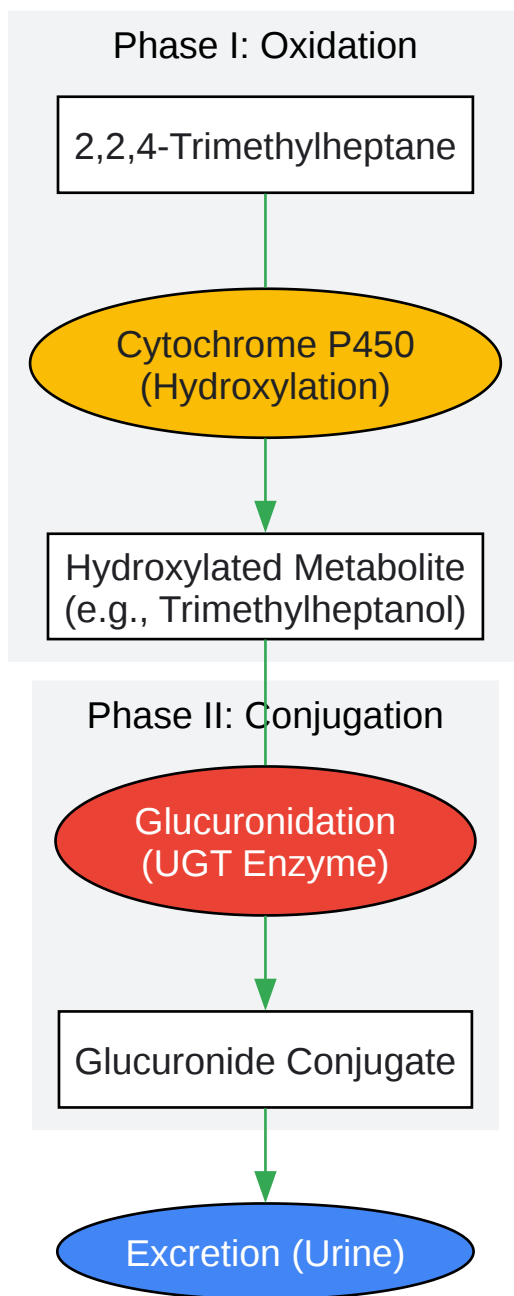 Phase I: Oxidation
2,2,4-Trimethylheptane
Cytochrome P450
(Hydroxylation)
Hydroxylated Metabolite
(e.g., Trimethylheptanol)
Phase II: Conjugation
Glucuronidation
(UGT Enzyme)
Glucuronide Conjugate
Excretion (Urine)